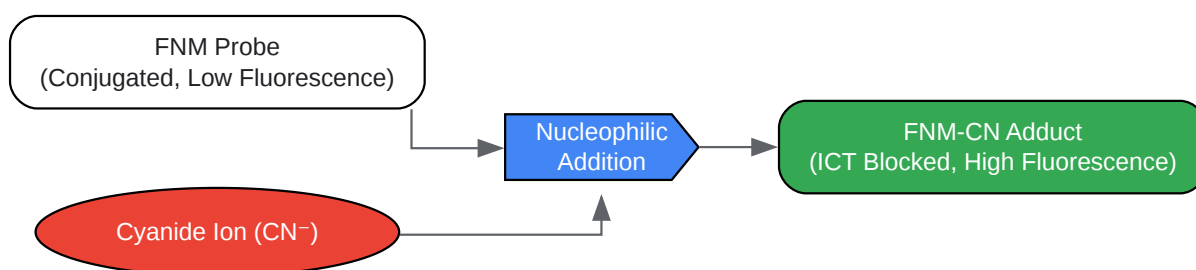 FNM Probe
(Conjugated, Low Fluorescence)
Nucleophilic
Addition
FNM-CN Adduct
(ICT Blocked, High Fluorescence)
Cyanide Ion (CN⁻)